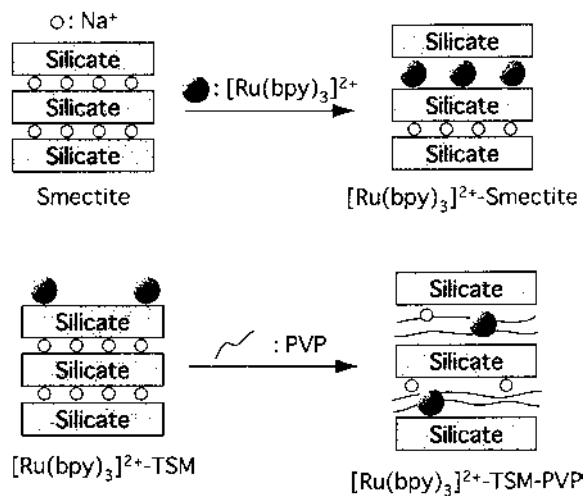 ○: Na⁺
Silicate
Silicate
Silicate
Smectite
: [Ru(bpy)₃]²⁺
Silicate
Silicate
Silicate
[Ru(bpy)₃]²⁺-Smectite
Silicate
Silicate
Silicate
[Ru(bpy)₃]²⁺-TSM
: PVP
Silicate
Silicate
Silicate
[Ru(bpy)₃]²⁺-TSM-PVP